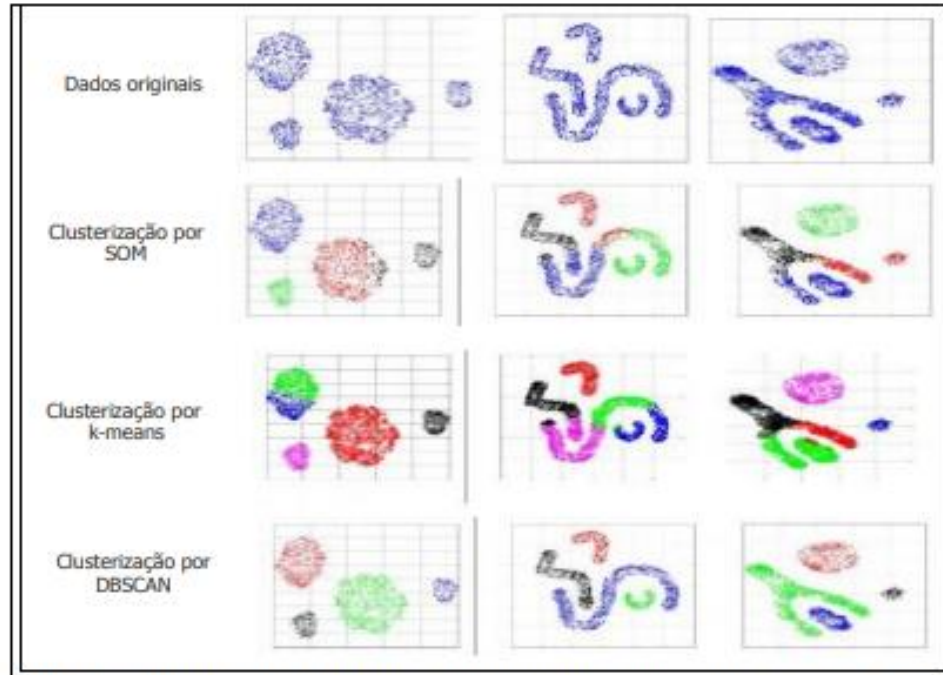 Dados originais
Clusterização por
SOM
Clusterização por
k-means
Clusterização por
DBSCAN